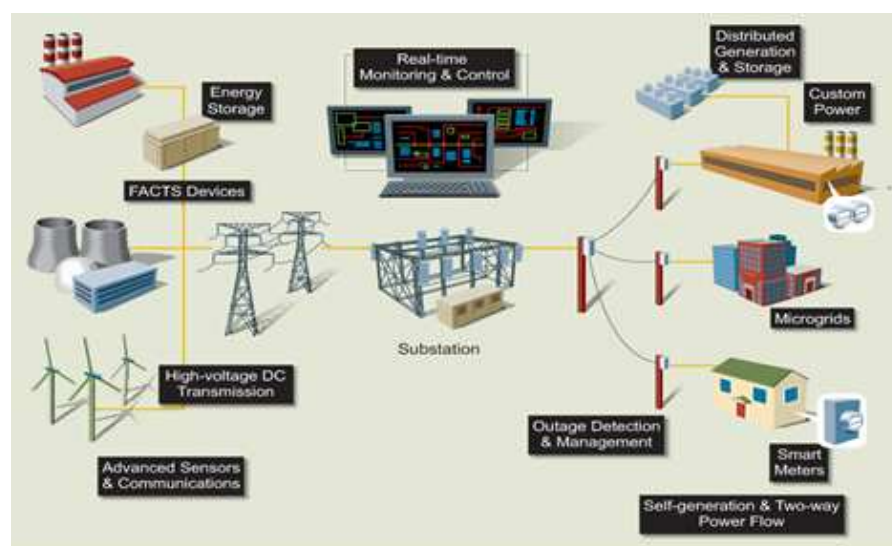 Real-time
Monitoring & Control
Distributed
Generation
& Storage
Energy
Storage
Custom
Power
FACTS Devices
Microgrids
Substation
High-voltage DC
Transmission
Outage Detection
& Management
Smart
Meters
Advanced Sensors
& Communications
Self-generation & Two-way
Power Flow